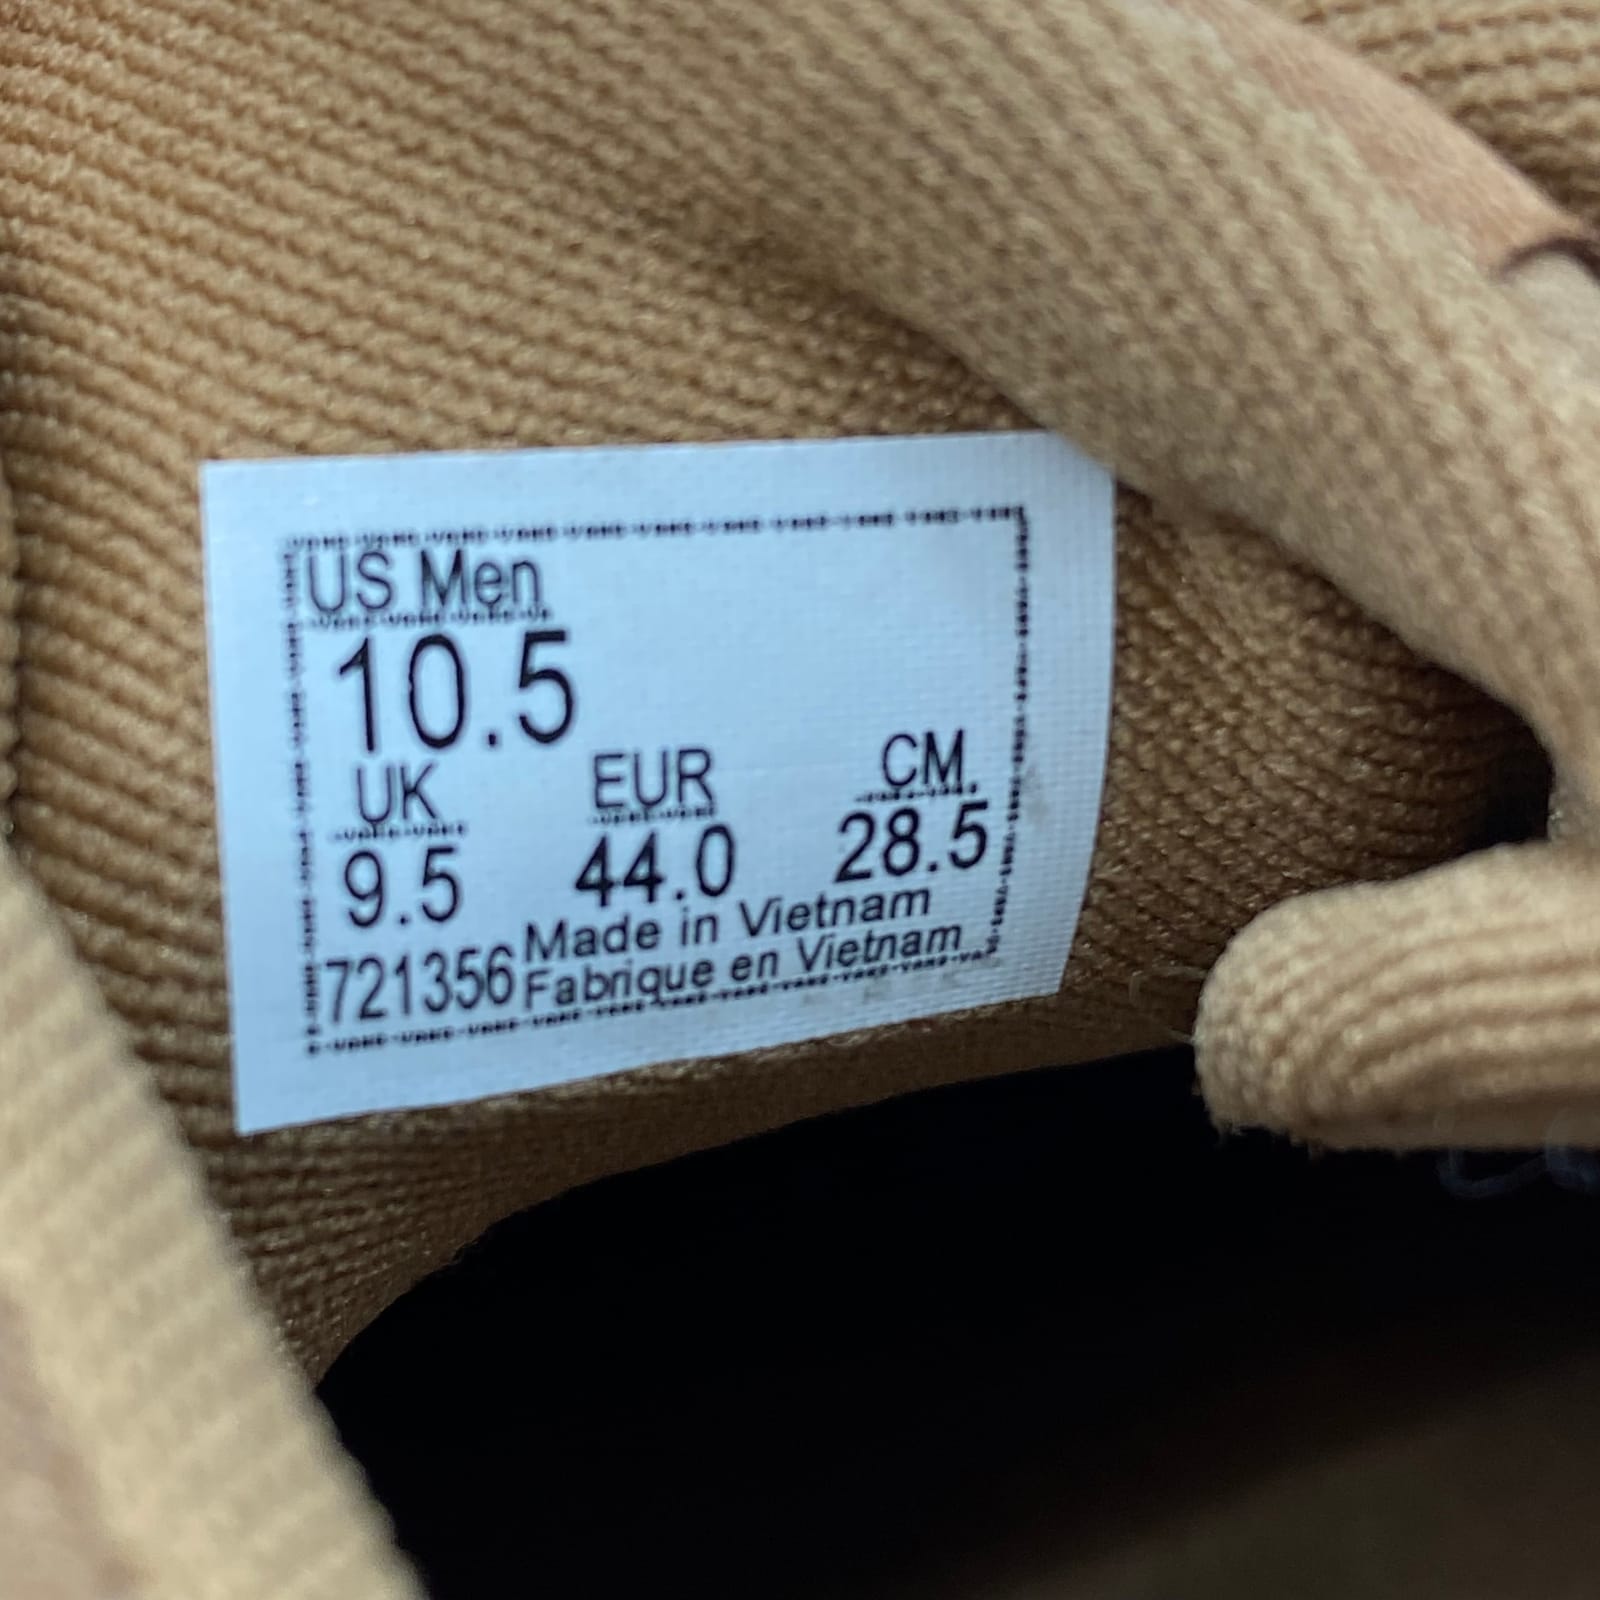 US Men
10.5
UK EUR CM.
9.5 44.0 28.5
Made in Vietnam
721356 Fabrique en Vietnam